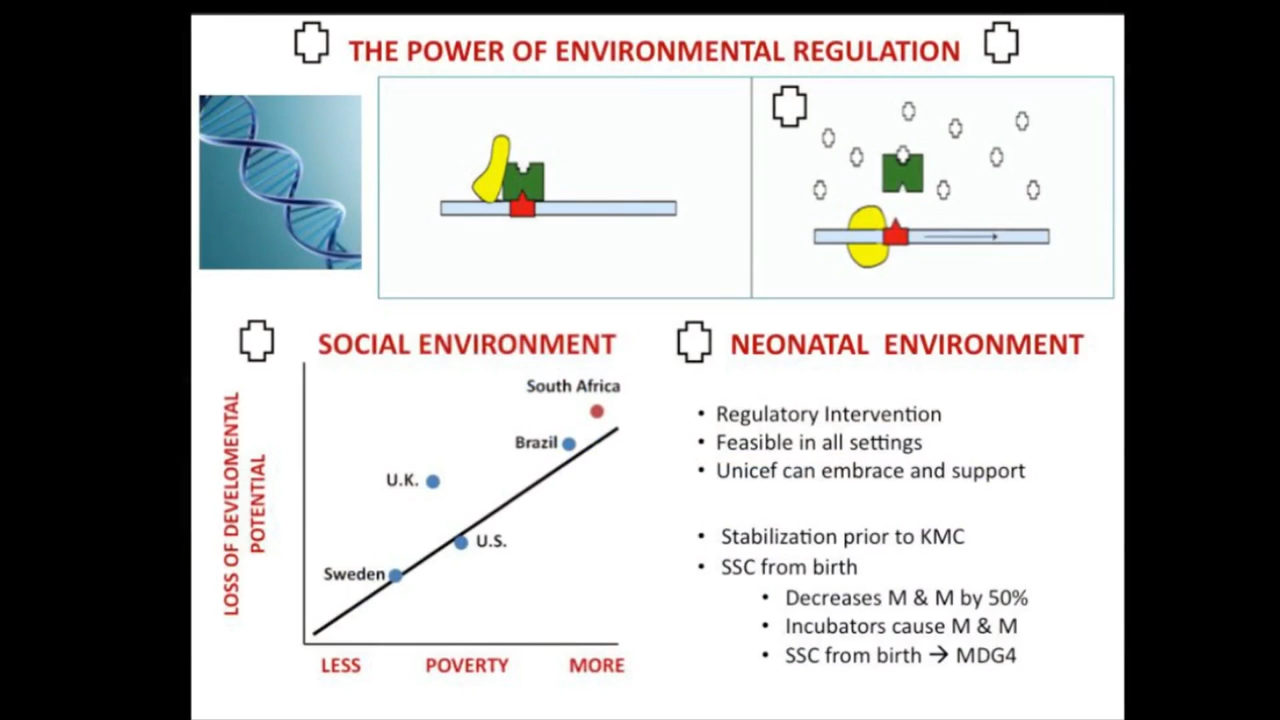 THE POWER OF ENVIRONMENTAL REGULATION
SOCIAL ENVIRONMENT
LOSS OF DEVELOMENTAL
POTENTIAL
South Africa
Brazil
U.K.
U.S.
Sweden
LESS POVERTY MORE
NEONATAL ENVIRONMENT
• Regulatory Intervention
• Feasible in all settings
• Unicef can embrace and support
• Stabilization prior to KMC
• SSC from birth
• Decreases M & M by 50%
• Incubators cause M & M
• SSC from birth → MDG4